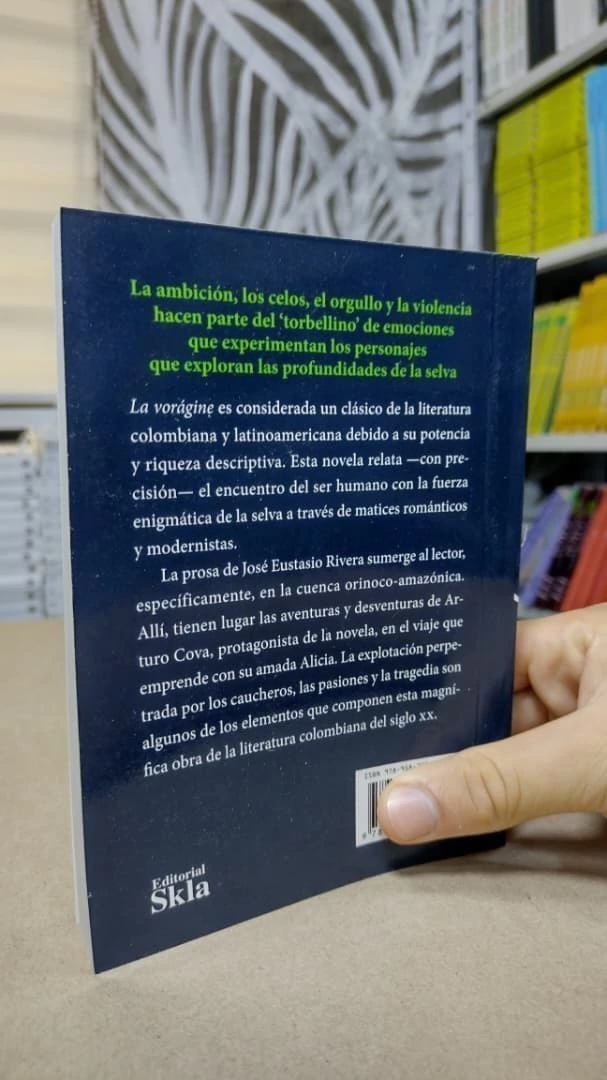 La ambición, los celos, el orgullo y la violencia
hacen parte del ‘torbellino’ de emociones
que experimentan los personajes
que exploran las profundidades de la selva
La vorágine es considerada un clásico de la literatura
colombiana y latinoamericana debido a su potencia
y riqueza descriptiva. Esta novela relata —con pre-
cisión— el encuentro del ser humano con la fuerza
enigmática de la selva a través de matices románticos
y modernistas.
La prosa de José Eustasio Rivera sumerge al lector,
específicamente, en la cuenca orinoco-amazónica.
Allí, tienen lugar las aventuras y desventuras de Ar-
turo Cova, protagonista de la novela, en el viaje que
emprende con su amada Alicia. La explotación perpe-
trada por los caucheros, las pasiones y la tragedia son
algunos de los elementos que componen esta magní-
fica obra de la literatura colombiana del siglo XX.
ISBN 978-958-
9 78
Editorial
Skla